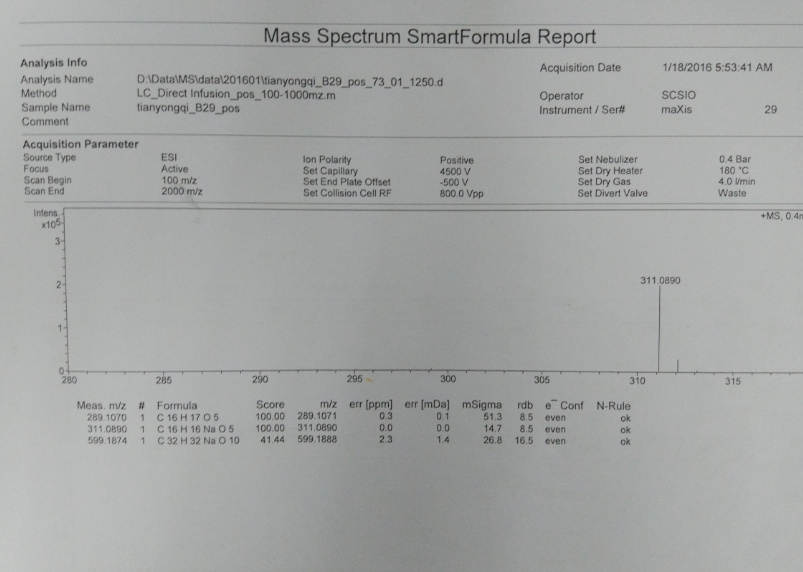 Mass Spectrum SmartFormula Report
Analysis Info
Acquisition Date 1/18/2016 5:53:41 AM
Analysis Name D:\Data\MS\data\201601\tianyongqi_B29_pos_73_01_1250.d
Method LC_Direct Infusion_pos_100-1000mz.m
Operator SCSIO
Sample Name tianyongqi_B29_pos
Instrument / Ser# maXis 29
Comment
Acquisition Parameter
Source Type ESI Ion Polarity Positive Set Nebulizer 0.4 Bar
Focus Active Set Capillary 4500 V Set Dry Heater 180 °C
Scan Begin 100 m/z Set End Plate Offset -500 V Set Dry Gas 4.0 l/min
Scan End 2000 m/z Set Collision Cell RF 800.0 Vpp Set Divert Valve Waste
Intens.
x10⁵
+MS, 0.4m
3
2
1
0
311.0890
280 285 290 295 300 305 310 315
Meas. m/z # Formula Score m/z err [ppm] err [mDa] mSigma rdb e¯ Conf N-Rule
289.1070 1 C 16 H 17 O 5 100.00 289.1071 0.3 0.1 51.3 8.5 even ok
311.0890 1 C 16 H 16 Na O 5 100.00 311.0890 0.0 0.0 14.7 8.5 even ok
599.1874 1 C 32 H 32 Na O 10 41.44 599.1888 2.3 1.4 26.8 16.5 even ok